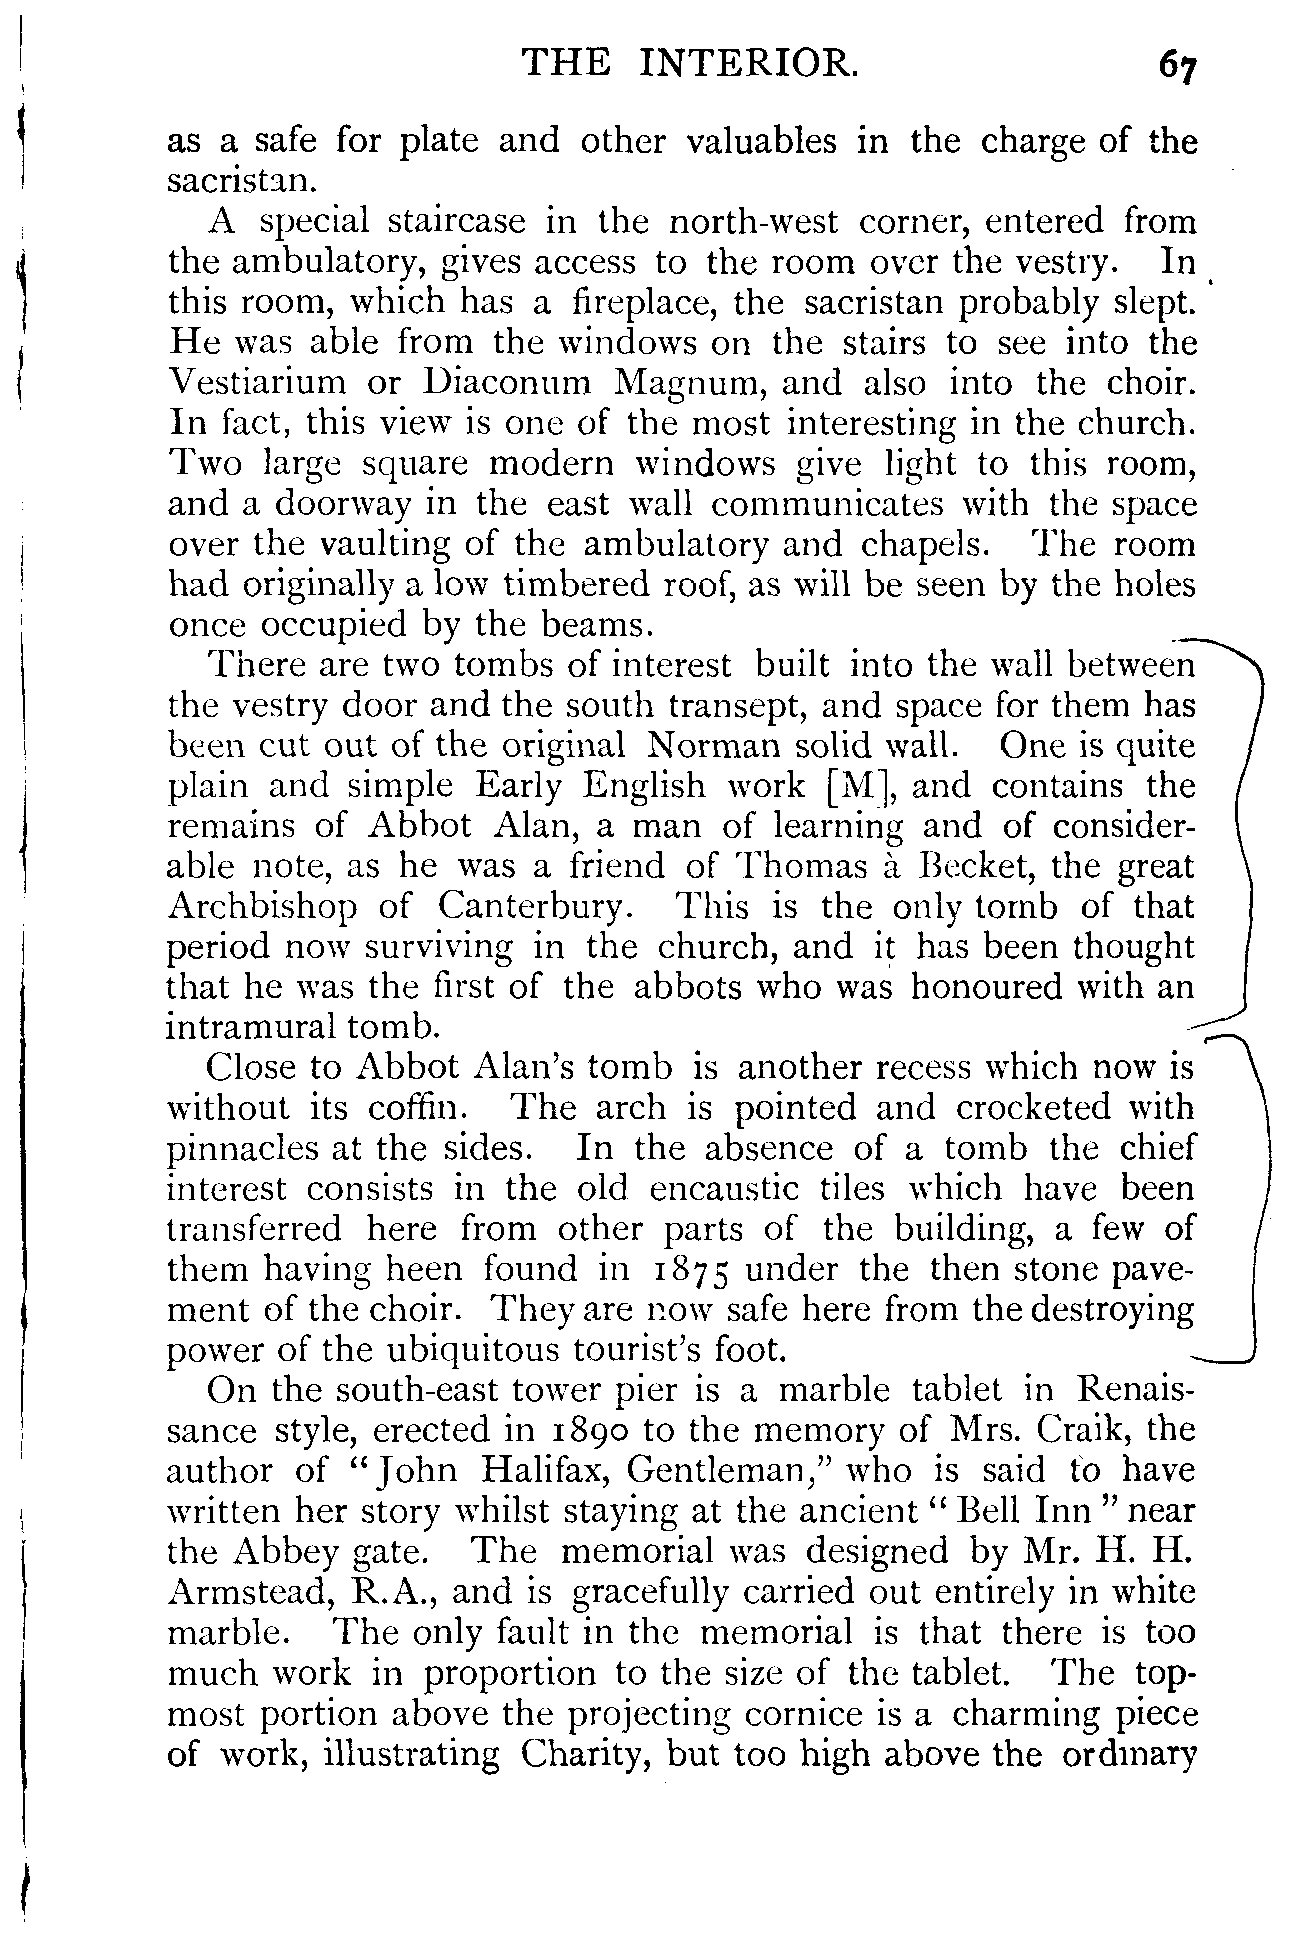 THE INTERIOR. 67
as a safe for plate and other valuables in the charge of the
sacristan.
A special staircase in the north-west corner, entered from
the ambulatory, gives access to the room over the vestry. In
this room, which has a fireplace, the sacristan probably slept.
He was able from the windows on the stairs to see into the
Vestiarium or Diaconum Magnum, and also into the choir.
In fact, this view is one of the most interesting in the church.
Two large square modern windows give light to this room,
and a doorway in the east wall communicates with the space
over the vaulting of the ambulatory and chapels. The room
had originally a low timbered roof, as will be seen by the holes
once occupied by the beams.
There are two tombs of interest built into the wall between
the vestry door and the south transept, and space for them has
been cut out of the original Norman solid wall. One is quite
plain and simple Early English work [M], and contains the
remains of Abbot Alan, a man of learning and of consider-
able note, as he was a friend of Thomas à Becket, the great
Archbishop of Canterbury. This is the only tomb of that
period now surviving in the church, and it has been thought
that he was the first of the abbots who was honoured with an
intramural tomb.
Close to Abbot Alan's tomb is another recess which now is
without its coffin. The arch is pointed and crocketed with
pinnacles at the sides. In the absence of a tomb the chief
interest consists in the old encaustic tiles which have been
transferred here from other parts of the building, a few of
them having heen found in 1875 under the then stone pave-
ment of the choir. They are now safe here from the destroying
power of the ubiquitous tourist's foot.
On the south-east tower pier is a marble tablet in Renais-
sance style, erected in 1890 to the memory of Mrs. Craik, the
author of "John Halifax, Gentleman," who is said to have
written her story whilst staying at the ancient "Bell Inn" near
the Abbey gate. The memorial was designed by Mr. H. H.
Armstead, R.A., and is gracefully carried out entirely in white
marble. The only fault in the memorial is that there is too
much work in proportion to the size of the tablet. The top-
most portion above the projecting cornice is a charming piece
of work, illustrating Charity, but too high above the ordinary